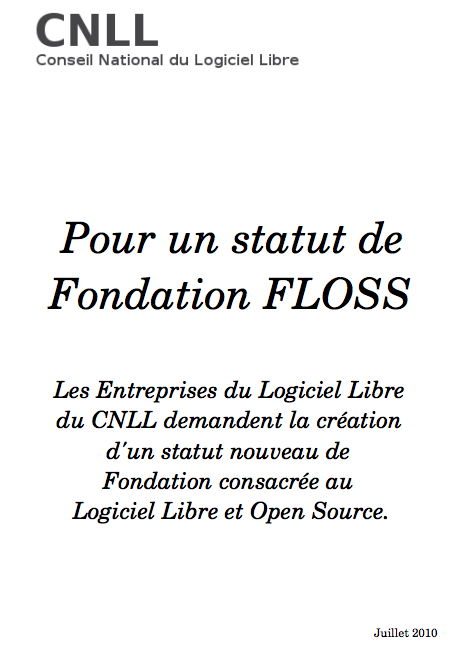 CNLL
Conseil National du Logiciel Libre
Pour un statut de
Fondation FLOSS
Les Entreprises du Logiciel Libre
du CNLL demandent la création
d'un statut nouveau de
Fondation consacrée au
Logiciel Libre et Open Source.
Juillet 2010